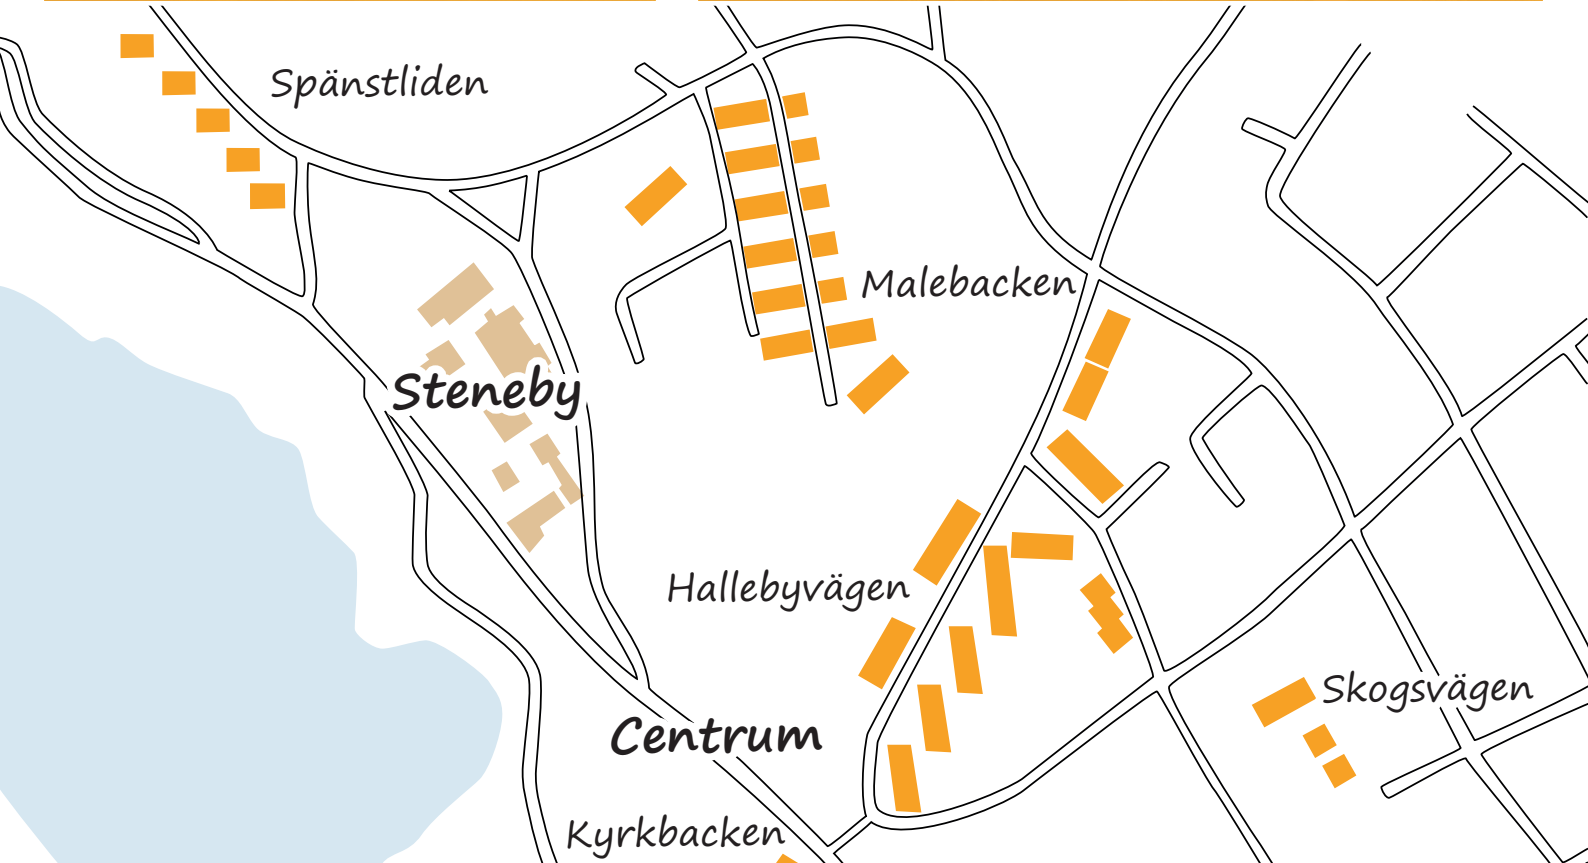 Spänstliden
Malebacken
Steneby
Hallebyvägen
Skogsvägen
Centrum
Kyrkbacken